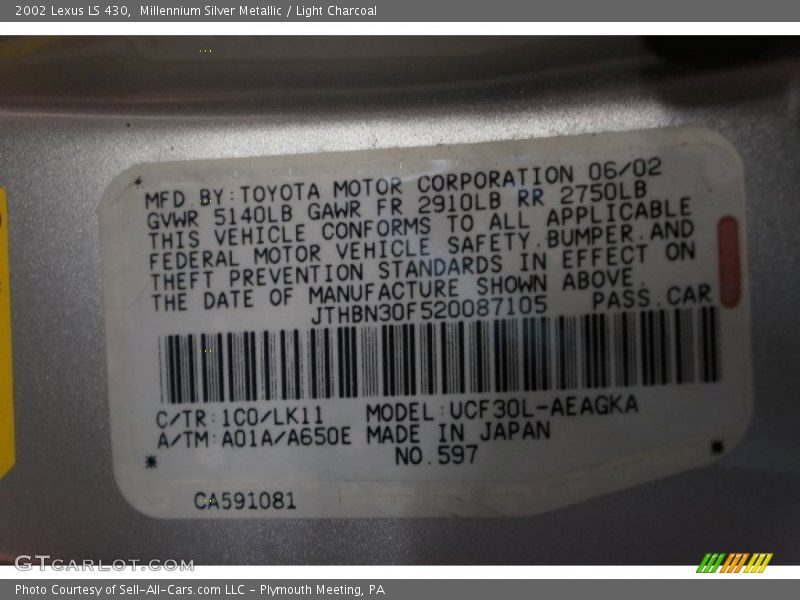 2002 Lexus LS 430,  Millennium Silver Metallic / Light Charcoal
MFD.BY:TOYOTA MOTOR CORPORATION 06/02
GVWR 5140LB GAWR FR 2910LB RR 2750LB
THIS VEHICLE CONFORMS TO ALL APPLICABLE
FEDERAL MOTOR VEHICLE SAFETY.BUMPER.AND
THEFT PREVENTION STANDARDS IN EFFECT ON
THE DATE OF MANUFACTURE SHOWN ABOVE.
JTHBN30F520087105 PASS.CAR
C/TR:1C0/LK11 MODEL:UCF30L-AEAGKA
A/TM:A01A/A650E MADE IN JAPAN
NO.597
CA591081
GTCARLOT.COM
Photo Courtesy of Sell-All-Cars.com LLC - Plymouth Meeting, PA